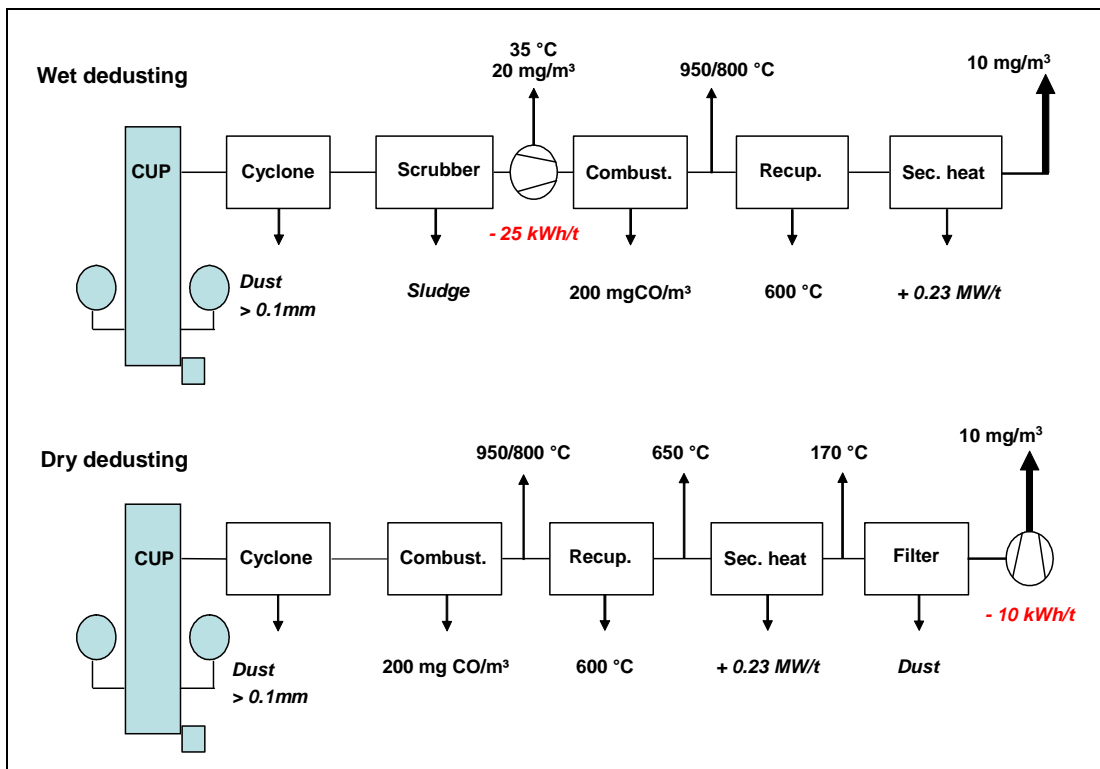 Wet dedusting
35 °C
20 mg/m³
950/800 °C
10 mg/m³
CUP
Cyclone
Scrubber
Combust.
Recup.
Sec. heat
- 25 kWh/t
Dust
> 0.1mm
Sludge
200 mgCO/m³
600 °C
+ 0.23 MW/t
Dry dedusting
950/800 °C
650 °C
170 °C
10 mg/m³
CUP
Cyclone
Combust.
Recup.
Sec. heat
Filter
- 10 kWh/t
Dust
> 0.1mm
200 mg CO/m³
600 °C
+ 0.23 MW/t
Dust